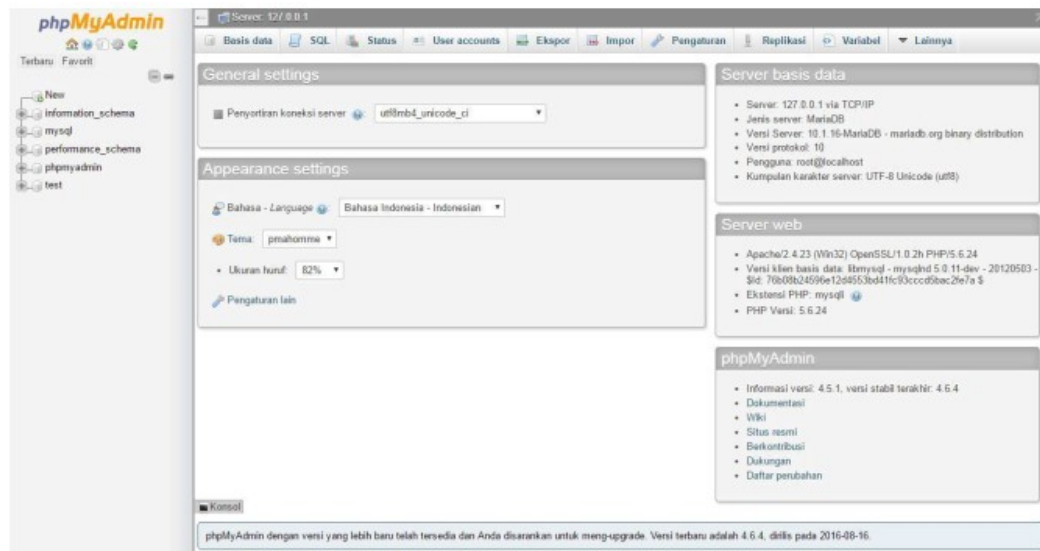 phpMyAdmin
Terbaru Favorit
New
information_schema
mysql
performance_schema
phpmyadmin
test
Server: 127.0.0.1
Basis data SQL Status User accounts Ekspor Impor Pengaturan Replikasi Variabel Lainnya
General settings
Penyortiran koneksi server utf8mb4_unicode_ci
Appearance settings
Bahasa - Language Bahasa Indonesia - Indonesian
Tema: pmahomme
Ukuran huruf: 82%
Pengaturan lain
Server basis data
Server: 127.0.0.1 via TCP/IP
Jenis server: MariaDB
Versi Server: 10.1.16-MariaDB - mariadb.org binary distribution
Versi protokol: 10
Pengguna: root@localhost
Kumpulan karakter server: UTF-8 Unicode (utf8)
Server web
Apache/2.4.23 (Win32) OpenSSL/1.0.2h PHP/5.6.24
Versi klien basis data: libmysql - mysqlnd 5.0.11-dev - 20120503 -
$Id: 76b08b24596e12d4553bd41fc93cccd5bac2fe7a $
Ekstensi PHP: mysqli
PHP Versi: 5.6.24
phpMyAdmin
Informasi versi: 4.5.1, versi stabil terakhir: 4.6.4
Dokumentasi
Wiki
Situs resmi
Berkontribusi
Dukungan
Daftar perubahan
Konsol
phpMyAdmin dengan versi yang lebih baru telah tersedia dan Anda disarankan untuk meng-upgrade. Versi terbaru adalah 4.6.4, dirilis pada 2016-08-16.